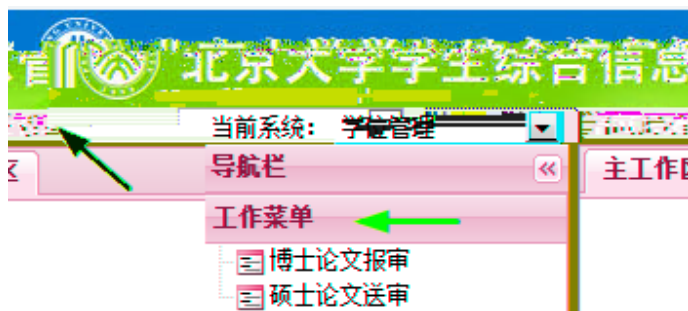 北京大学学生综合信息
当前系统： 学位管理
导航栏
主工作区
工作菜单
博士论文报审
硕士论文送审